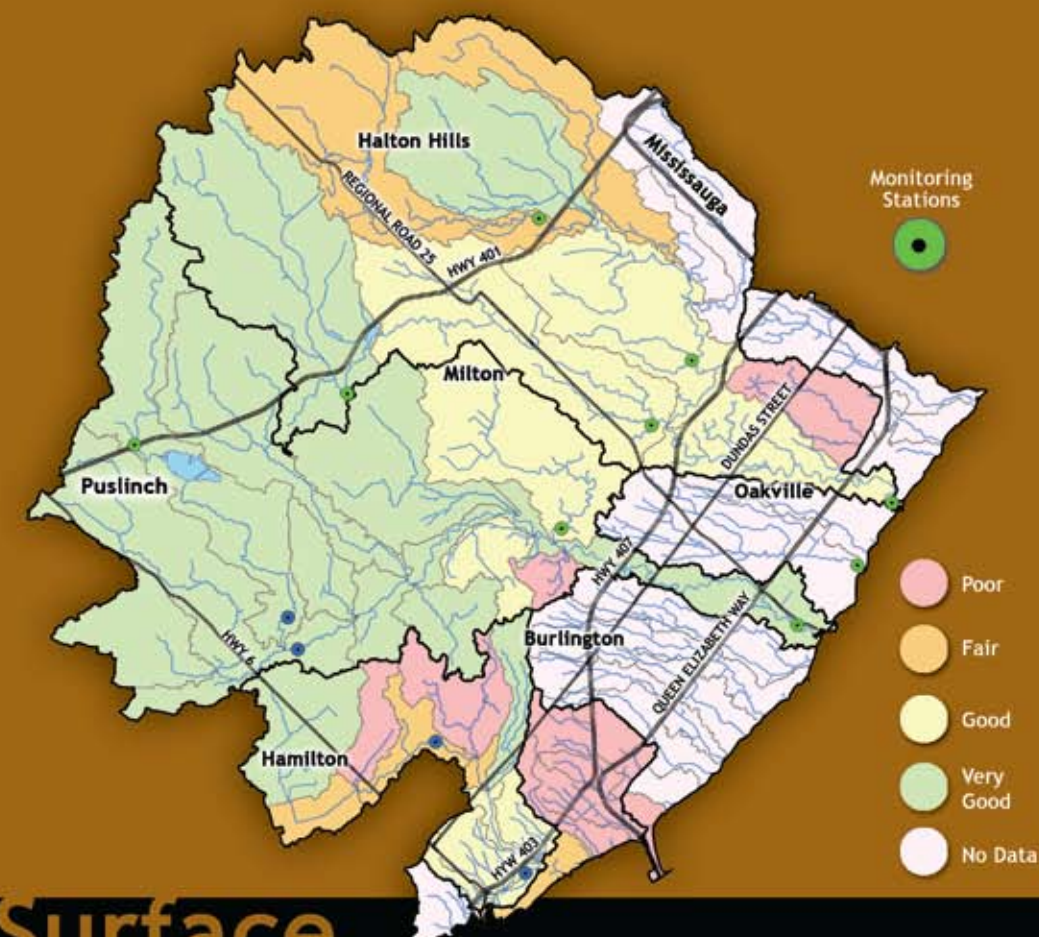 Halton Hills
Mississauga
REGIONAL ROAD 25
HWY 401
Monitoring
Stations
Milton
DUNDAS STREET
Puslinch
Oakville
HWY 407
Poor
Burlington
QUEEN ELIZABETH WAY
HWY 6
Fair
Good
Hamilton
Very
Good
HYW 403
No Data
Surface